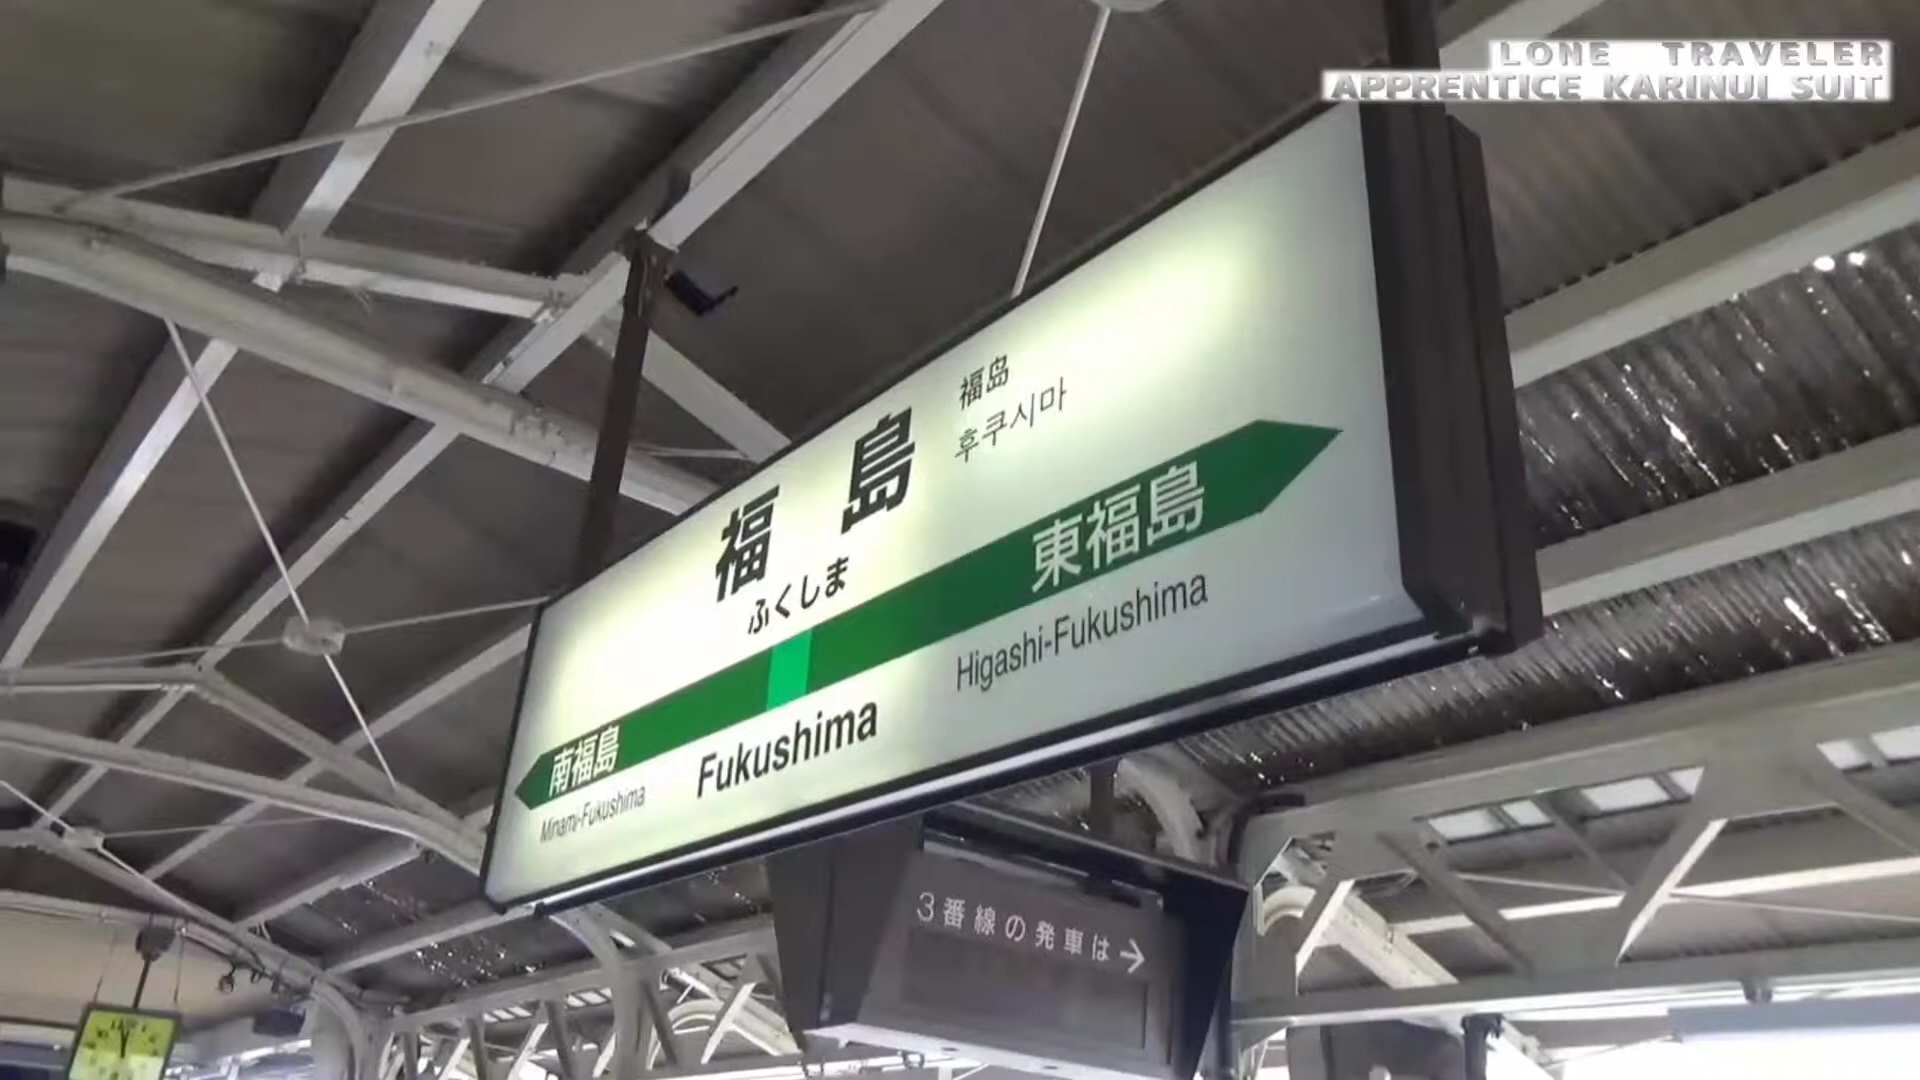 LONE TRAVELER
APPRENTICE KARINUI SUIT
福島
福岛
후쿠시마
ふくしま
東福島
Higashi-Fukushima
南福島
Minami-Fukushima
Fukushima
3番線の発車は→